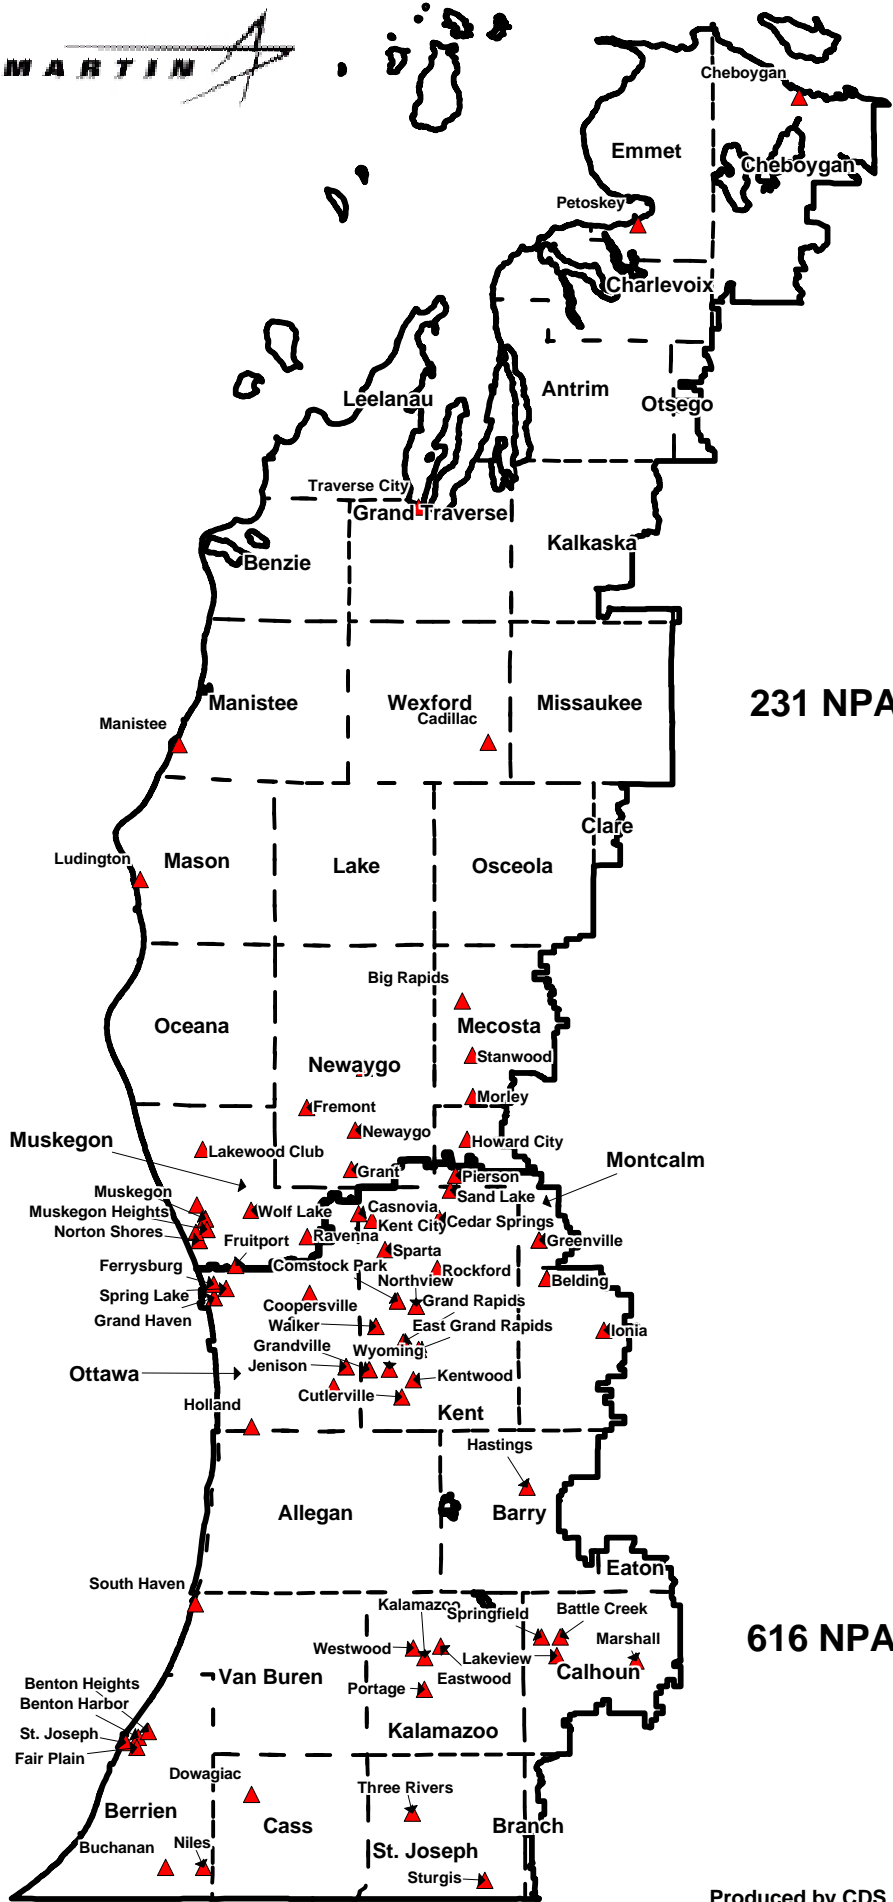 MARTIN
Cheboygan
Emmet
Cheboygan
Petoskey
Charlevoix
Antrim
Leelanau
Otsego
Traverse City
Grand Traverse
Kalkaska
Benzie
Manistee
Wexford
Missaukee
231 NPA
Cadillac
Manistee
Clare
Ludington
Mason
Lake
Osceola
Big Rapids
Oceana
Mecosta
Stanwood
Newaygo
Morley
Fremont
Newaygo
Howard City
Muskegon
Lakewood Club
Montcalm
Grant
Pierson
Sand Lake
Muskegon
Muskegon Heights
Wolf Lake
Casnovia
Kent City
Cedar Springs
Norton Shores
Ravenna
Fruitport
Greenville
Sparta
Ferrysburg
Comstock Park
Rockford
Northview
Belding
Spring Lake
Coopersville
Grand Rapids
Grand Haven
Walker
East Grand Rapids
Ionia
Grandville
Wyoming
Jenison
Ottawa
Kentwood
Cutlerville
Holland
Kent
Hastings
Allegan
Barry
Eaton
South Haven
Kalamazoo
Springfield
Battle Creek
Marshall
616 NPA
Westwood
Lakeview
Calhoun
Eastwood
Van Buren
Portage
Benton Heights
Benton Harbor
St. Joseph
Kalamazoo
Fair Plain
Dowagiac
Three Rivers
Berrien
Cass
Branch
Buchanan
Niles
St. Joseph
Sturgis
Produced by CDS